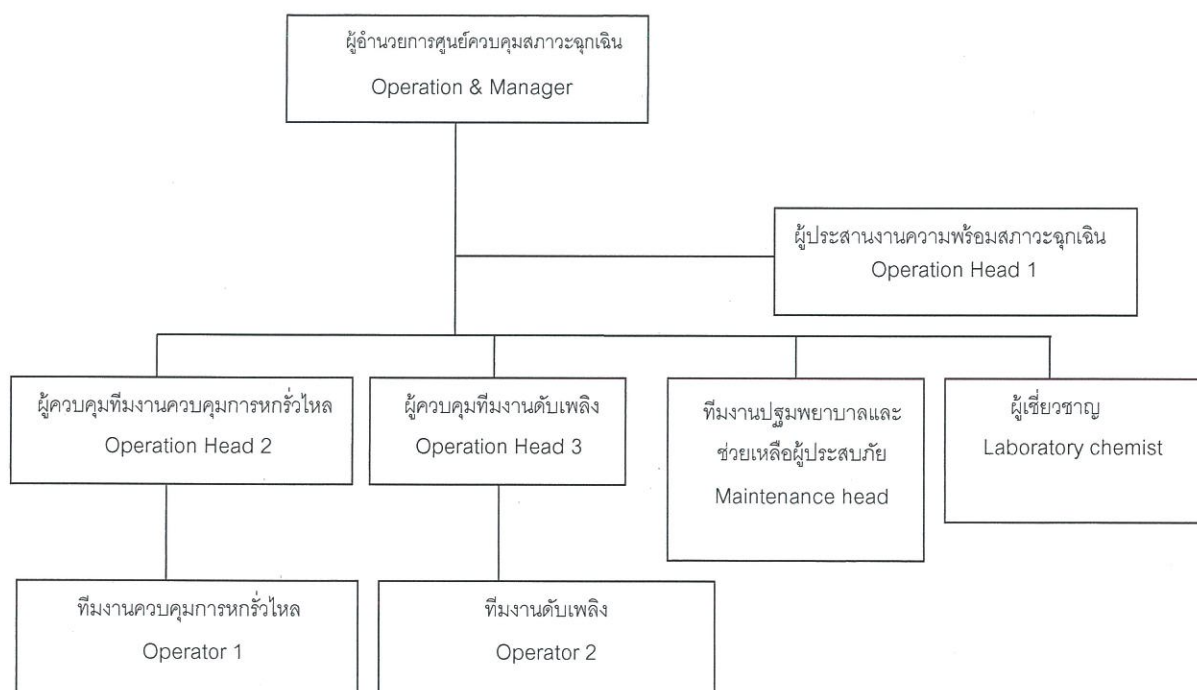 ผู้อำนวยการศูนย์ควบคุมสภาวะฉุกเฉิน
Operation & Manager
ผู้ประสานงานความพร้อมสภาวะฉุกเฉิน
Operation Head 1
ผู้ควบคุมทีมงานควบคุมการหกรั่วไหล
Operation Head 2
ผู้ควบคุมทีมงานดับเพลิง
Operation Head 3
ทีมงานปฐมพยาบาลและ
ช่วยเหลือผู้ประสบภัย
Maintenance head
ผู้เชี่ยวชาญ
Laboratory chemist
ทีมงานควบคุมการหกรั่วไหล
Operator 1
ทีมงานดับเพลิง
Operator 2